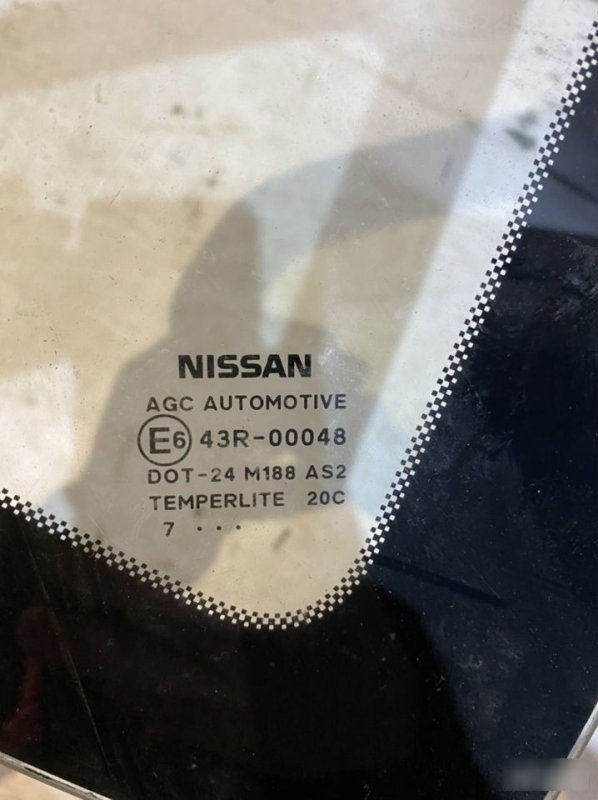 NISSAN
AGC AUTOMOTIVE
E6 43R-00048
DOT-24 M188 AS2
TEMPERLITE 20C
7 ...